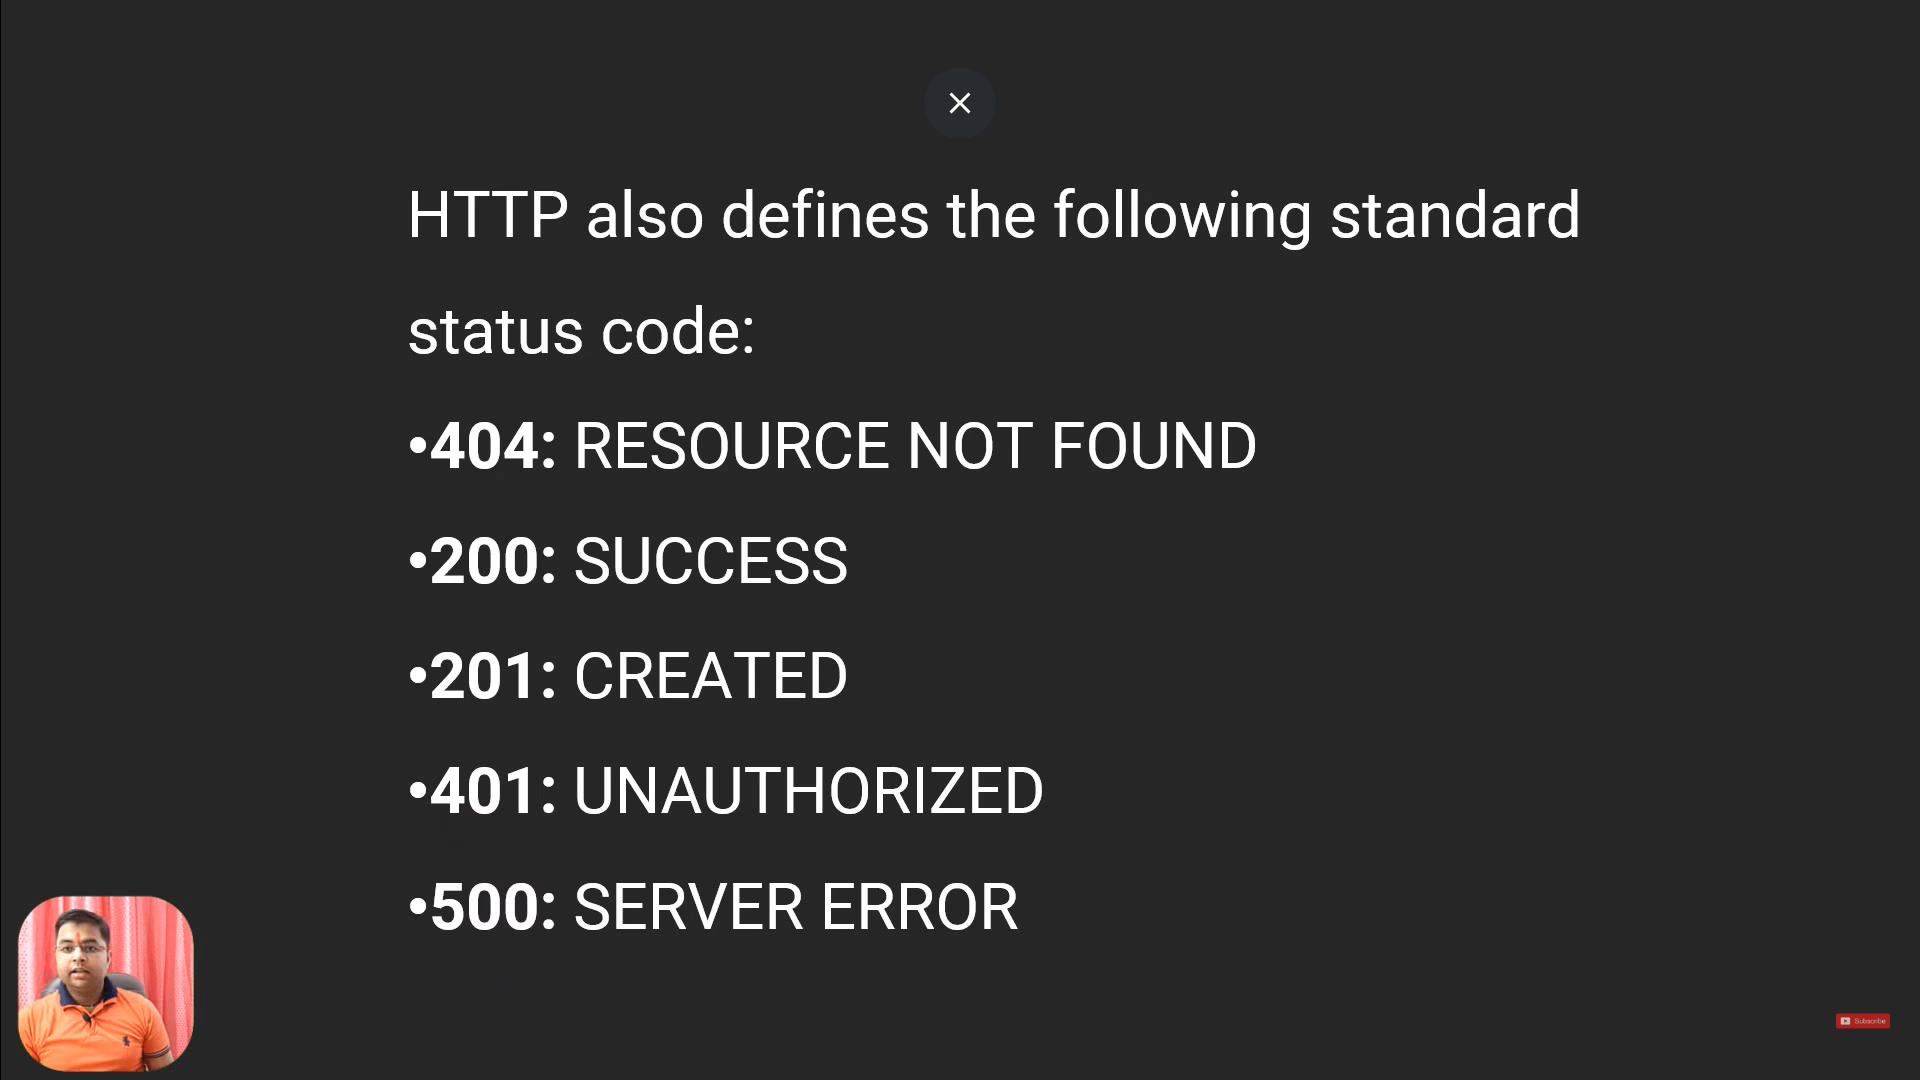 HTTP also defines the following standard
status code:
•404: RESOURCE NOT FOUND
•200: SUCCESS
•201: CREATED
•401: UNAUTHORIZED
•500: SERVER ERROR
Subscribe